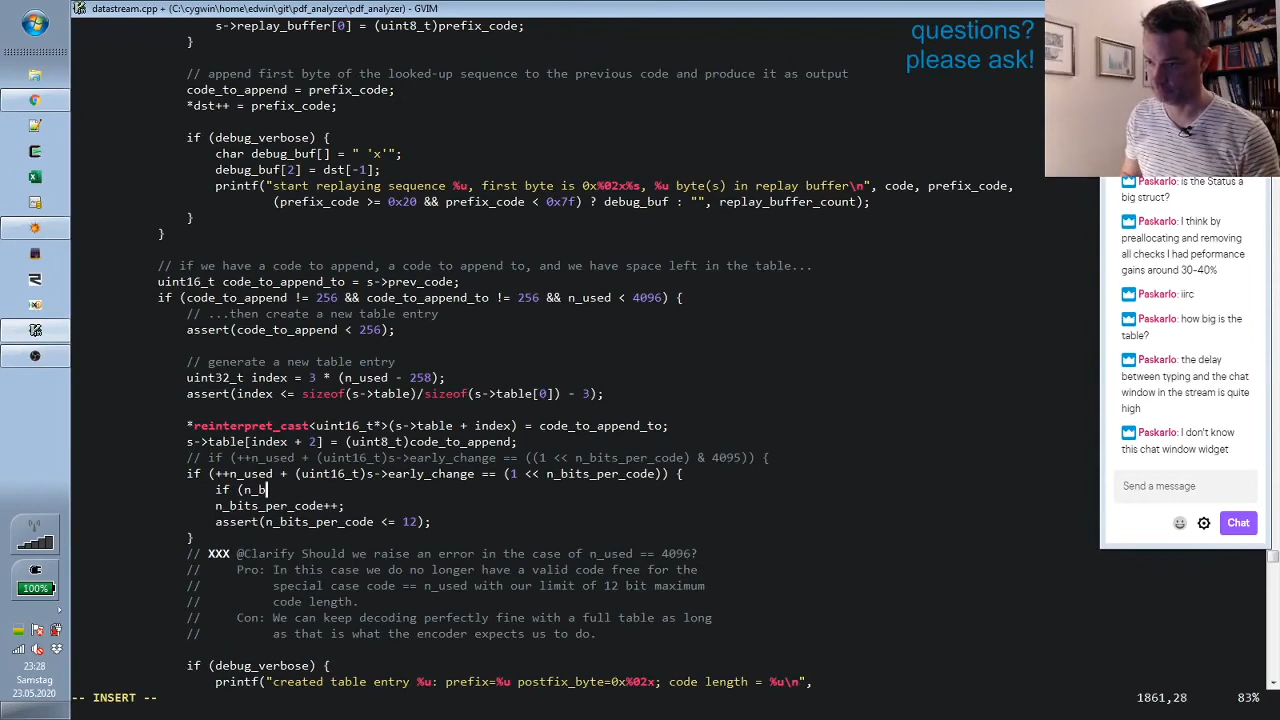 datastream.cpp + (C:\cygwin\home\edwin\git\pdf_analyzer\pdf_analyzer) - GVIM
s->replay_buffer[0] = (uint8_t)prefix_code;
}
// append first byte of the looked-up sequence to the previous code and produce it as output
code_to_append = prefix_code;
*dst++ = prefix_code;
if (debug_verbose) {
char debug_buf[] = " 'x'";
debug_buf[2] = dst[-1];
printf("start replaying sequence %u, first byte is 0x%02x%s, %u byte(s) in replay buffer\n", code, prefix_code,
(prefix_code >= 0x20 && prefix_code < 0x7f) ? debug_buf : "", replay_buffer_count);
}
}
// if we have a code to append, a code to append to, and we have space left in the table...
uint16_t code_to_append_to = s->prev_code;
if (code_to_append != 256 && code_to_append_to != 256 && n_used < 4096) {
// ...then create a new table entry
assert(code_to_append < 256);
// generate a new table entry
uint32_t index = 3 * (n_used - 258);
assert(index <= sizeof(s->table)/sizeof(s->table[0]) - 3);
*reinterpret_cast<uint16_t*>(s->table + index) = code_to_append_to;
s->table[index + 2] = (uint8_t)code_to_append;
// if (++n_used + (uint16_t)s->early_change == ((1 << n_bits_per_code) & 4095)) {
if (++n_used + (uint16_t)s->early_change == (1 << n_bits_per_code)) {
if (n_b
n_bits_per_code++;
assert(n_bits_per_code <= 12);
}
// XXX @Clarify Should we raise an error in the case of n_used == 4096?
// Pro: In this case we do no longer have a valid code free for the
// special case code == n_used with our limit of 12 bit maximum
// code length.
// Con: We can keep decoding perfectly fine with a full table as long
// as that is what the encoder expects us to do.
if (debug_verbose) {
printf("created table entry %u: prefix=%u postfix_byte=0x%02x; code length = %u\n",
-- INSERT --
1861,28
83%
questions?
please ask!
Paskarlo: is the Status a
big struct?
Paskarlo: I think by
preallocating and removing
all checks I had peformance
gains around 30-40%
Paskarlo: iirc
Paskarlo: how big is the
table?
Paskarlo: the delay
between typing and the chat
window in the stream is quite
high
Paskarlo: I don't know
this chat window widget
Send a message
Chat
100%
23:28
Samstag
23.05.2020